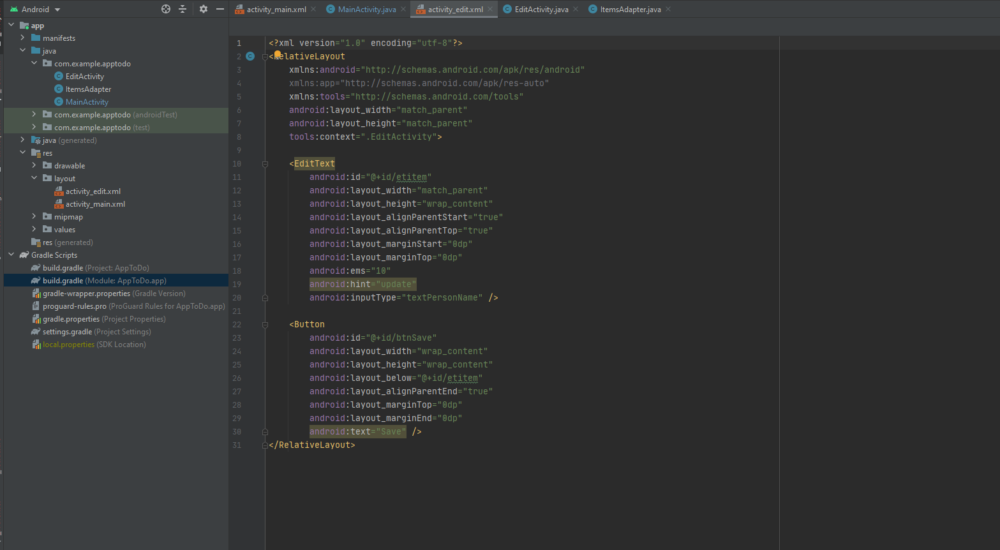 Android
app
manifests
java
com.example.apptodo
EditActivity
ItemsAdapter
MainActivity
com.example.apptodo (androidTest)
com.example.apptodo (test)
java (generated)
res
drawable
layout
activity_edit.xml
activity_main.xml
mipmap
values
res (generated)
Gradle Scripts
build.gradle (Project: AppToDo)
build.gradle (Module: AppToDo.app)
gradle-wrapper.properties (Gradle Version)
proguard-rules.pro (ProGuard Rules for AppToDo.app)
gradle.properties (Project Properties)
settings.gradle (Project Settings)
local.properties (SDK Location)
activity_main.xml MainActivity.java activity_edit.xml EditActivity.java ItemsAdapter.java
1 <?xml version="1.0" encoding="utf-8"?>
2 <RelativeLayout
3 xmlns:android="http://schemas.android.com/apk/res/android"
4 xmlns:app="http://schemas.android.com/apk/res-auto"
5 xmlns:tools="http://schemas.android.com/tools"
6 android:layout_width="match_parent"
7 android:layout_height="match_parent"
8 tools:context=".EditActivity">
9
10 <EditText
11 android:id="@+id/etitem"
12 android:layout_width="match_parent"
13 android:layout_height="wrap_content"
14 android:layout_alignParentStart="true"
15 android:layout_alignParentTop="true"
16 android:layout_marginStart="0dp"
17 android:layout_marginTop="0dp"
18 android:ems="10"
19 android:hint="update"
20 android:inputType="textPersonName" />
21
22 <Button
23 android:id="@+id/btnSave"
24 android:layout_width="wrap_content"
25 android:layout_height="wrap_content"
26 android:layout_below="@+id/etitem"
27 android:layout_alignParentEnd="true"
28 android:layout_marginTop="0dp"
29 android:layout_marginEnd="0dp"
30 android:text="Save" />
31 </RelativeLayout>